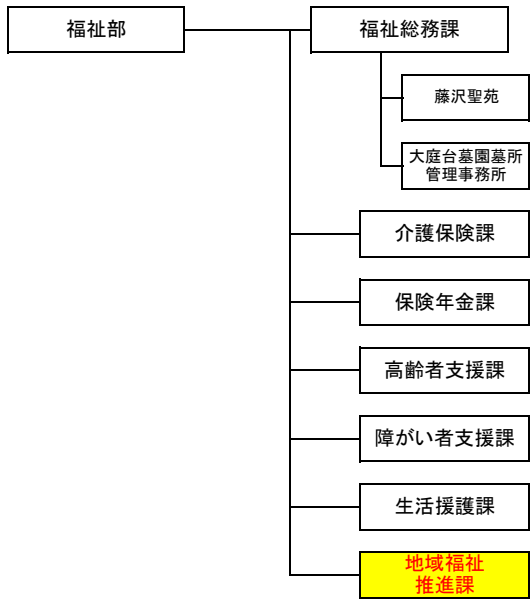 福祉部
福祉総務課
藤沢聖苑
大庭台墓園墓所
管理事務所
介護保険課
保険年金課
高齢者支援課
障がい者支援課
生活援護課
地域福祉
推進課